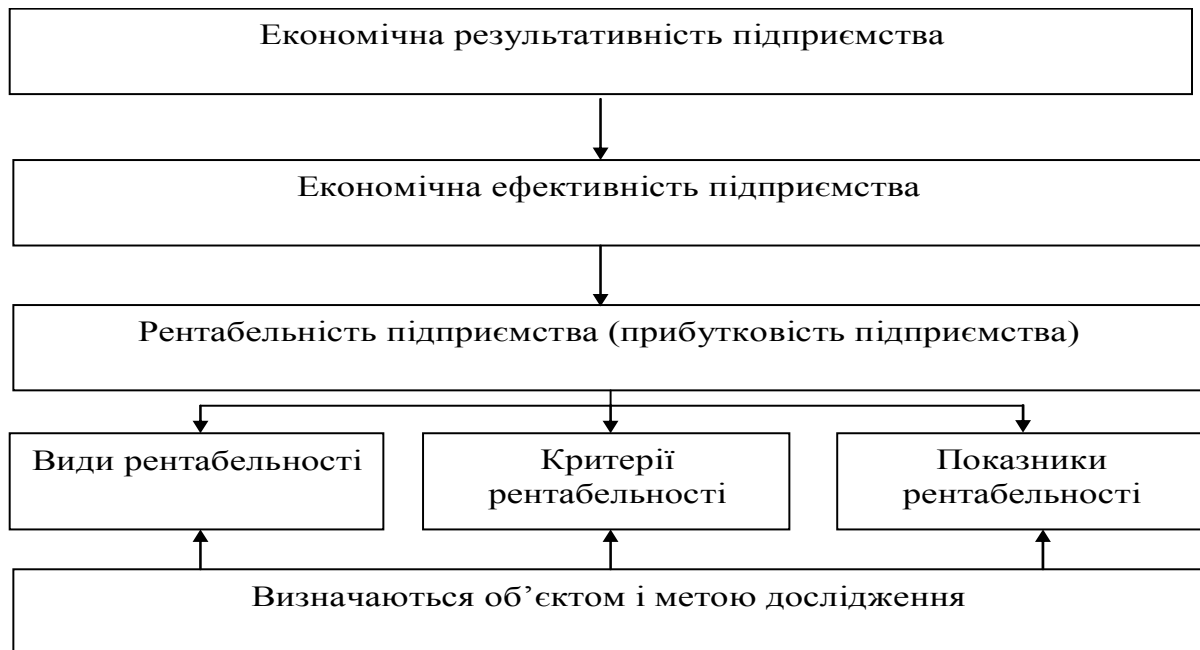 Економічна результативність підприємства
Економічна ефективність підприємства
Рентабельність підприємства (прибутковість підприємства)
Види рентабельності
Критерії
рентабельності
Показники
рентабельності
Визначаються об’єктом і метою дослідження